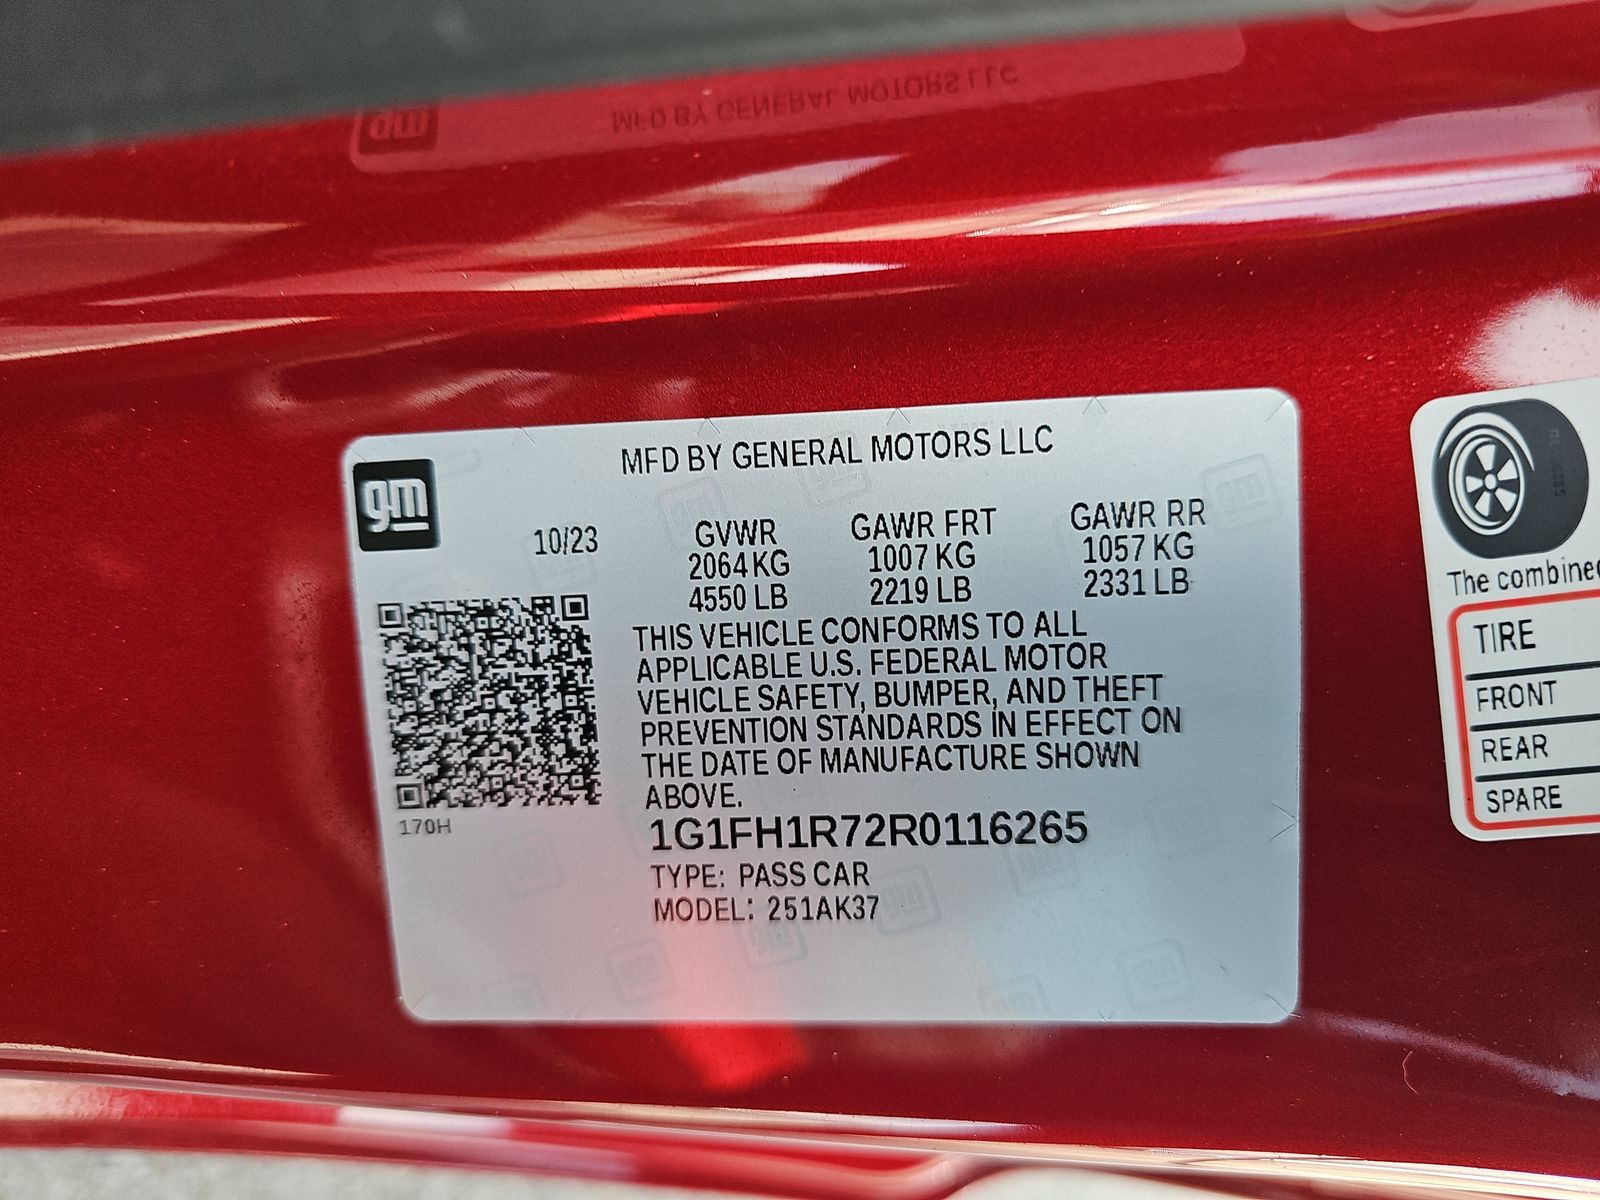 MFD BY GENERAL MOTORS LLC
gm
MFD BY GENERAL MOTORS LLC
gm
10/23
GVWR GAWR FRT GAWR RR
2064 KG 1007 KG 1057 KG
4550 LB 2219 LB 2331 LB
THIS VEHICLE CONFORMS TO ALL
APPLICABLE U.S. FEDERAL MOTOR
VEHICLE SAFETY, BUMPER, AND THEFT
PREVENTION STANDARDS IN EFFECT ON
THE DATE OF MANUFACTURE SHOWN
ABOVE.
170H
1G1FH1R72R0116265
TYPE: PASS CAR
MODEL: 251AK37
The combined
TIRE
FRONT
REAR
SPARE